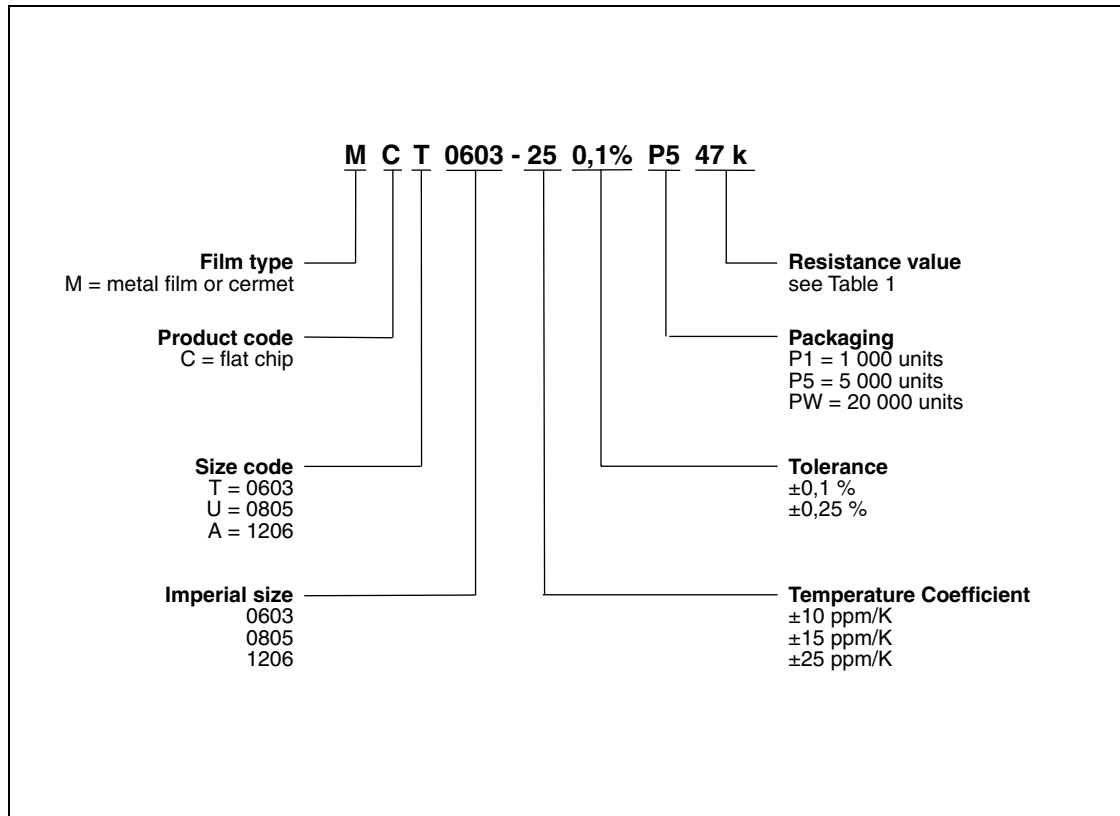 M C T 0603 - 25 0,1% P5 47 k
Film type
M = metal film or cermet
Product code
C = flat chip
Size code
T = 0603
U = 0805
A = 1206
Imperial size
0603
0805
1206
Resistance value
see Table 1
Packaging
P1 = 1 000 units
P5 = 5 000 units
PW = 20 000 units
Tolerance
±0,1 %
±0,25 %
Temperature Coefficient
±10 ppm/K
±15 ppm/K
±25 ppm/K